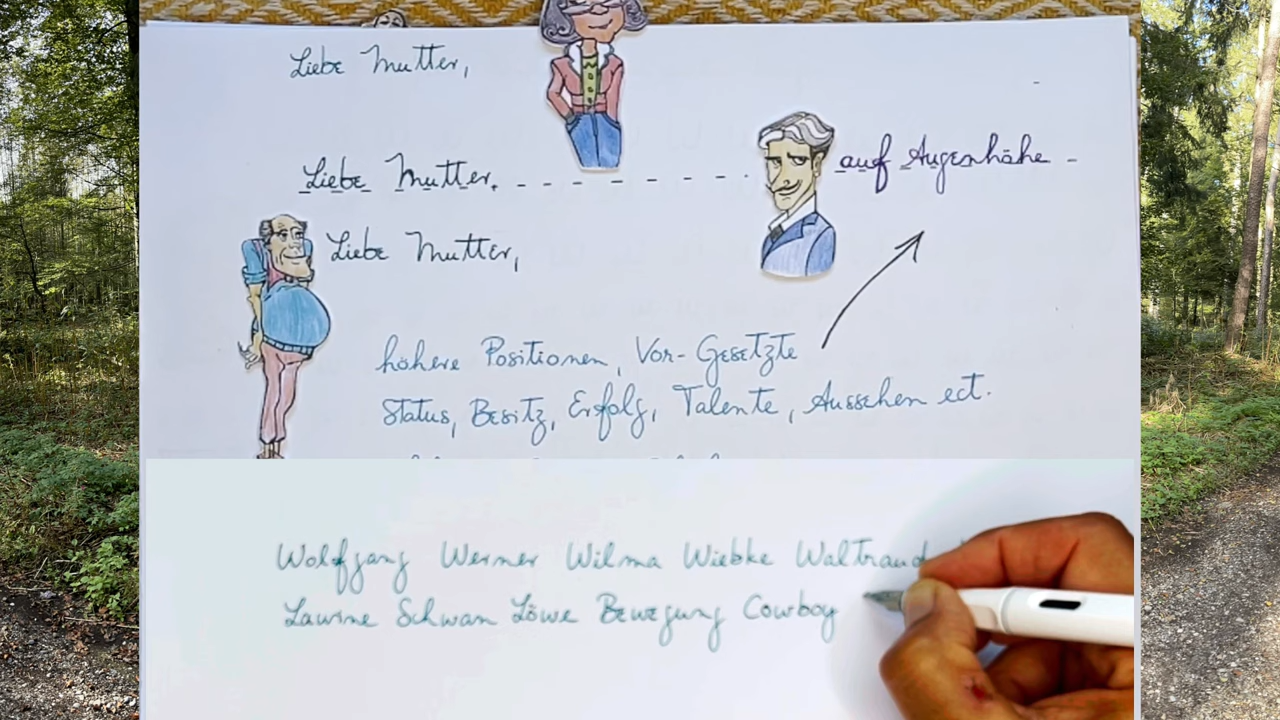 Liebe Mutter,
Liebe Mutter. auf Augenhöhe -
Liebe Mutter,
höhere Positionen, Vor-Gesetzte
Status, Besitz, Erfolg, Talente, Aussehen ect.
Wolfgang Werner Wilma Wiebke Waltraud
Lawine Schwan Löwe Bewegung Cowboy